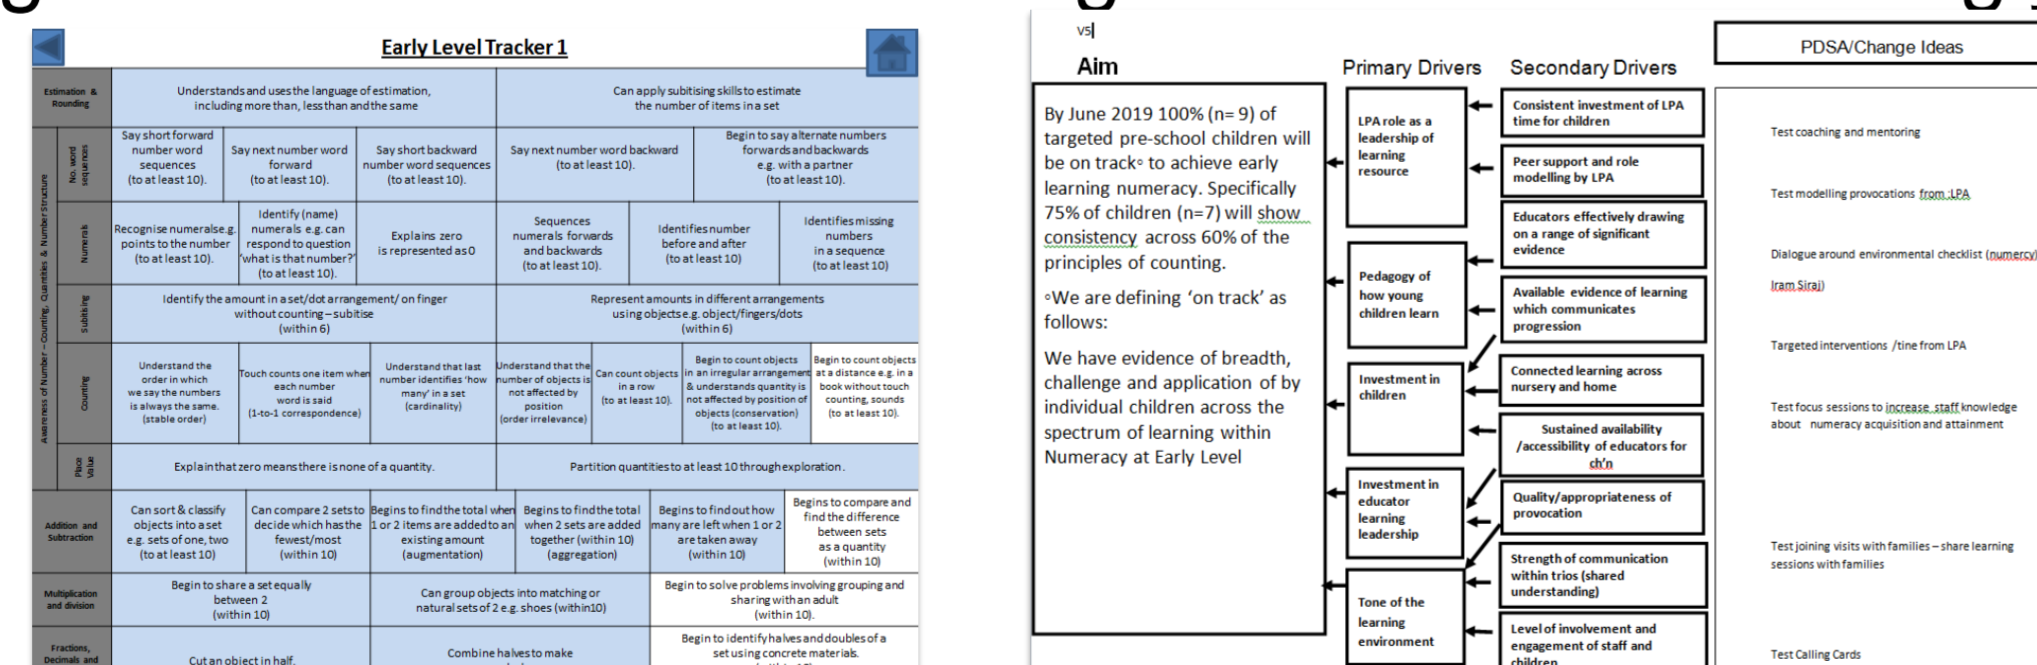 Early Level Tracker 1
Estimation &
Rounding
Understands and uses the language of estimation,
including more than, less than and the same
Can apply subitising skills to estimate
the number of items in a set
Awareness of Number – Counting, Quantities & Number Structure
No. word
sequences
Say short forward
number word
sequences
(to at least 10).
Say next number word
forward
(to at least 10).
Say short backward
number word sequences
(to at least 10).
Say next number word backward
(to at least 10).
Begin to say alternate numbers
forwards and backwards
e.g. with a partner
(to at least 10).
Numerals
Recognise numerals e.g.
points to the number
(to at least 10).
Identify (name)
numerals e.g. can
respond to question
'what is that number?'
(to at least 10).
Explains zero
is represented as 0
Sequences
numerals forwards
and backwards
(to at least 10).
Identifies number
before and after
(to at least 10)
Identifies missing
numbers
in a sequence
(to at least 10)
Subitising
Identify the amount in a set/dot arrangement/ on finger
without counting – subitise
(within 6)
Represent amounts in different arrangements
using objects e.g. object/fingers/dots
(within 6)
Counting
Understand the
order in which
we say the numbers
is always the same.
(stable order)
Touch counts one item when
each number
word is said
(1-to-1 correspondence)
Understand that last
number identifies 'how
many' in a set
(cardinality)
Understand that the
number of objects is
not affected by
position
(order irrelevance)
Can count objects
in a row
(to at least 10).
Begin to count objects
in an irregular arrangement
& understands quantity is
not affected by position of
objects (conservation)
(to at least 10).
Begin to count objects
at a distance e.g. in a
book without touch
counting, sounds
(to at least 10).
Place
Value
Explain that zero means there is none of a quantity.
Partition quantities to at least 10 through exploration.
Addition and
Subtraction
Can sort & classify
objects into a set
e.g. sets of one, two
(to at least 10)
Can compare 2 sets to
decide which has the
fewest/most
(within 10)
Begins to find the total when
1 or 2 items are added to an
existing amount
(augmentation)
Begins to find the total
when 2 sets are added
together (within 10)
(aggregation)
Begins to find out how
many are left when 1 or 2
are taken away
(within 10)
Begins to compare and
find the difference
between sets
as a quantity
(within 10)
Multiplication
and division
Begin to share a set equally
between 2
(within 10)
Can group objects into matching or
natural sets of 2 e.g. shoes (within10)
Begin to solve problems involving grouping and
sharing with an adult
(within 10).
Fractions,
Decimals and
Cut an object in half.
Combine halves to make
Begin to identify halves and doubles of a
set using concrete materials.
V5
Aim
By June 2019 100% (n= 9) of
targeted pre-school children will
be on track° to achieve early
learning numeracy. Specifically
75% of children (n=7) will show
consistency across 60% of the
principles of counting.
°We are defining 'on track' as
follows:
We have evidence of breadth,
challenge and application of by
individual children across the
spectrum of learning within
Numeracy at Early Level
Primary Drivers
LPA role as a
leadership of
learning
resource
Pedagogy of
how young
children learn
Investment in
children
Investment in
educator
learning
leadership
Tone of the
learning
environment
Secondary Drivers
Consistent investment of LPA
time for children
Peer support and role
modelling by LPA
Educators effectively drawing
on a range of significant
evidence
Available evidence of learning
which communicates
progression
Connected learning across
nursery and home
Sustained availability
/accessibility of educators for
ch'n
Quality/appropriateness of
provocation
Strength of communication
within trios (shared
understanding)
Level of involvement and
engagement of staff and
children
PDSA/Change Ideas
Test coaching and mentoring
Test modelling provocations from :LPA
Dialogue around environmental checklist (numercy)
Iram Siraj)
Targeted interventions /tine from LPA
Test focus sessions to increase staff knowledge
about numeracy acquisition and attainment
Test joining visits with families – share learning
sessions with families
Test Calling Cards